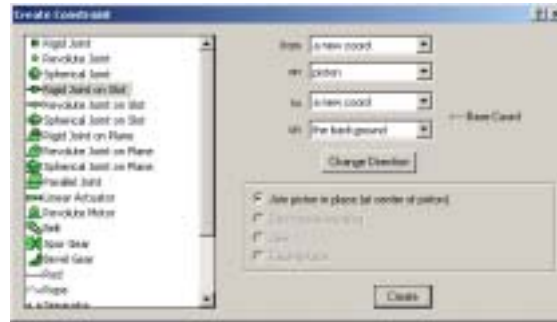 Create Constraint
Rigid Joint
Revolute Joint
Spherical Joint
Rigid Joint on Slot
Revolute Joint on Slot
Spherical Joint on Slot
Rigid Joint on Plane
Revolute Joint on Plane
Spherical Joint on Plane
Parallel Joint
Linear Actuator
Revolute Motor
Belt
Spur Gear
Bevel Gear
Rod
Rope
Separator
from a new coord
on piston
to a new coord
on the background
Base Coord
Change Direction
Join piston in place (at center of piston)
Create